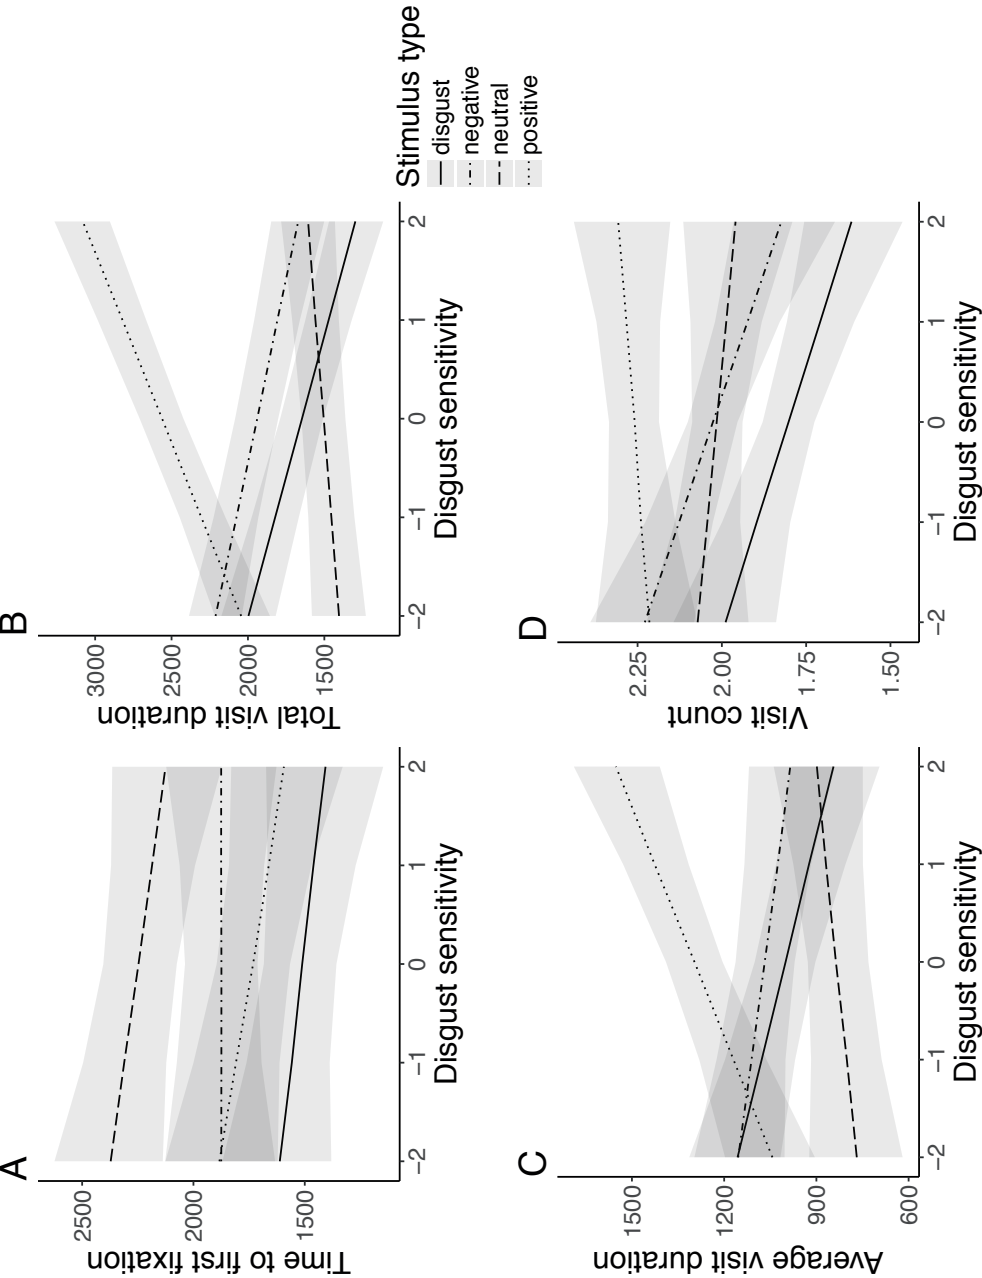 A
Time to first fixation
2500
2000
1500
−2
−1
0
1
2
Disgust sensitivity
B
Total visit duration
3000
2500
2000
1500
−2
−1
0
1
2
Disgust sensitivity
C
Average visit duration
1500
1200
900
600
−2
−1
0
1
2
Disgust sensitivity
D
Visit count
2.25
2.00
1.75
1.50
−2
−1
0
1
2
Disgust sensitivity
Stimulus type
disgust
negative
neutral
positive